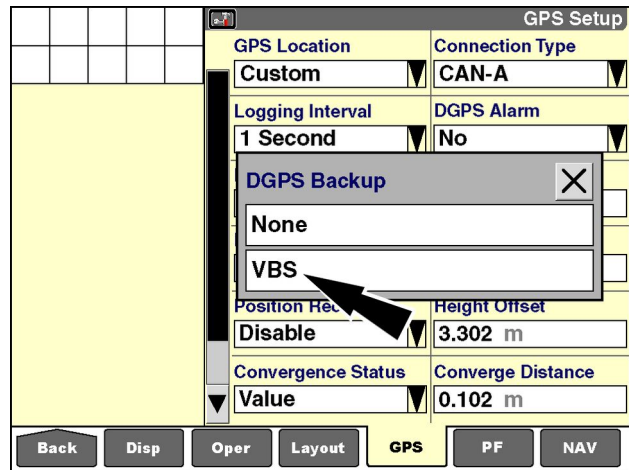 GPS Setup
GPS Location
Connection Type
Custom
CAN-A
Logging Interval
DGPS Alarm
1 Second
No
DGPS Backup
None
VBS
Position
Height Offset
Disable
3.302 m
Convergence Status
Converge Distance
Value
0.102 m
Back
Disp
Oper
Layout
GPS
PF
NAV